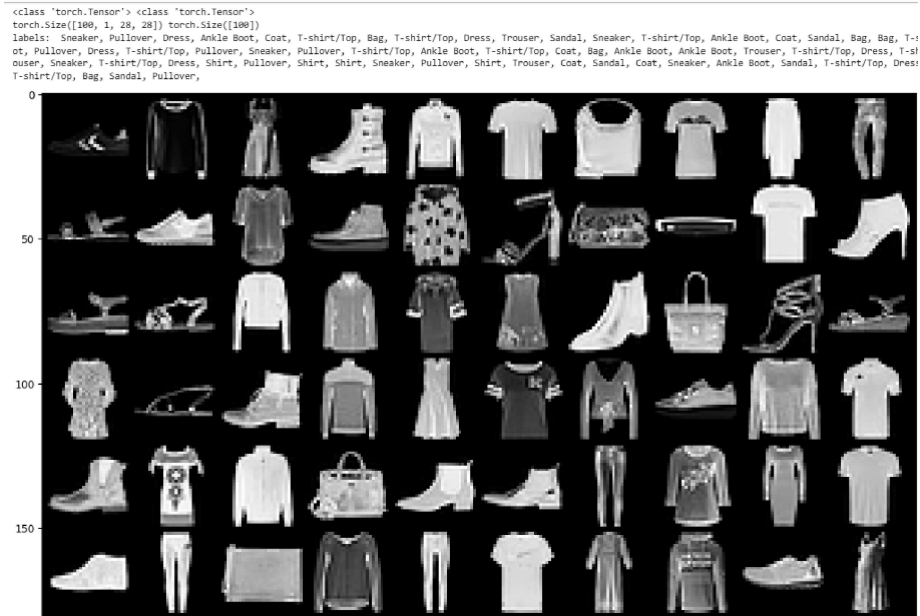 <class 'torch.Tensor'> <class 'torch.Tensor'>
torch.Size([100, 1, 28, 28]) torch.Size([100])
labels:  Sneaker, Pullover, Dress, Ankle Boot, Coat, T-shirt/Top, Bag, T-shirt/Top, Dress, Trouser, Sandal, Sneaker, T-shirt/Top, Ankle Boot, Coat, Sandal, Bag, Bag, T-s
ot, Pullover, Dress, T-shirt/Top, Pullover, Sneaker, Pullover, T-shirt/Top, Ankle Boot, T-shirt/Top, Coat, Bag, Ankle Boot, Ankle Boot, Trouser, T-shirt/Top, Dress, T-sh
ouser, Sneaker, T-shirt/Top, Dress, Shirt, Pullover, Shirt, Shirt, Sneaker, Pullover, Shirt, Trouser, Coat, Sandal, Coat, Sneaker, Ankle Boot, Sandal, T-shirt/Top, Dress
T-shirt/Top, Bag, Sandal, Pullover,
0
50
100
150